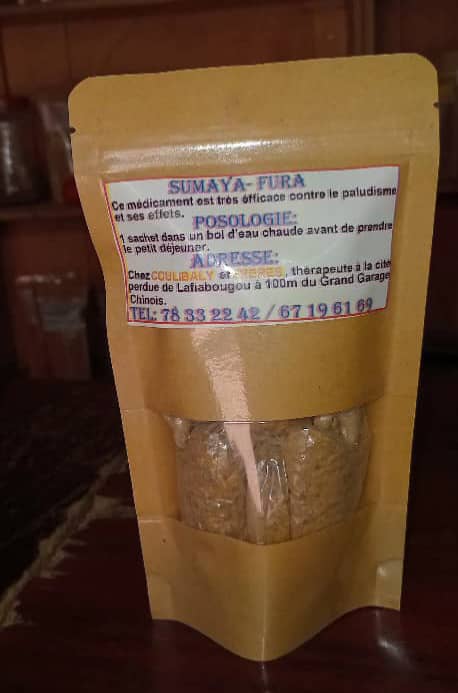 SUMAYA- FURA
Ce médicament est très éfficace contre le paludisme
et ses effets.
POSOLOGIE:
1 sachet dans un bol d'eau chaude avant de prendre
le petit déjeuner.
ADRESSE:
Chez COULIBALY et FRERES, thérapeute à la cité
perdue de Lafiabougou à 100m du Grand Garage
Chinois.
TEL: 78 33 22 42 / 67 19 61 69